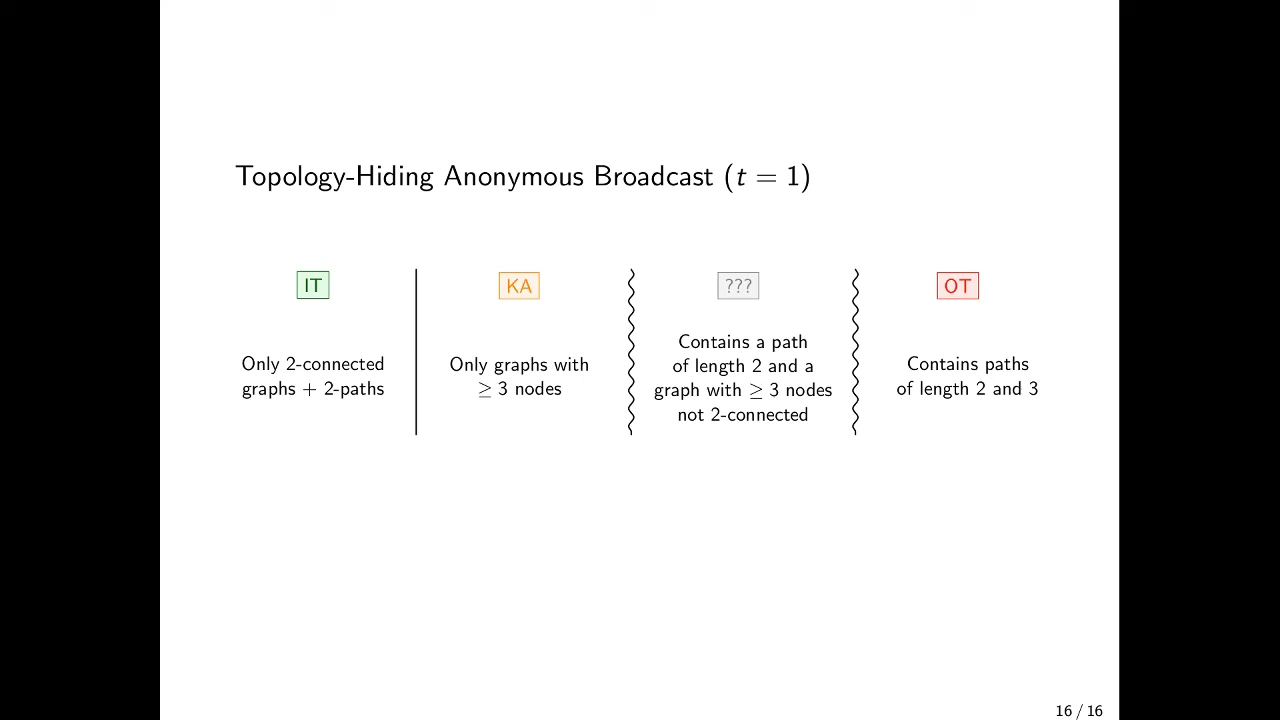 Topology-Hiding Anonymous Broadcast (t = 1)
IT
Only 2-connected
graphs + 2-paths
KA
Only graphs with
≥ 3 nodes
???
Contains a path
of length 2 and a
graph with ≥ 3 nodes
not 2-connected
OT
Contains paths
of length 2 and 3
16 / 16